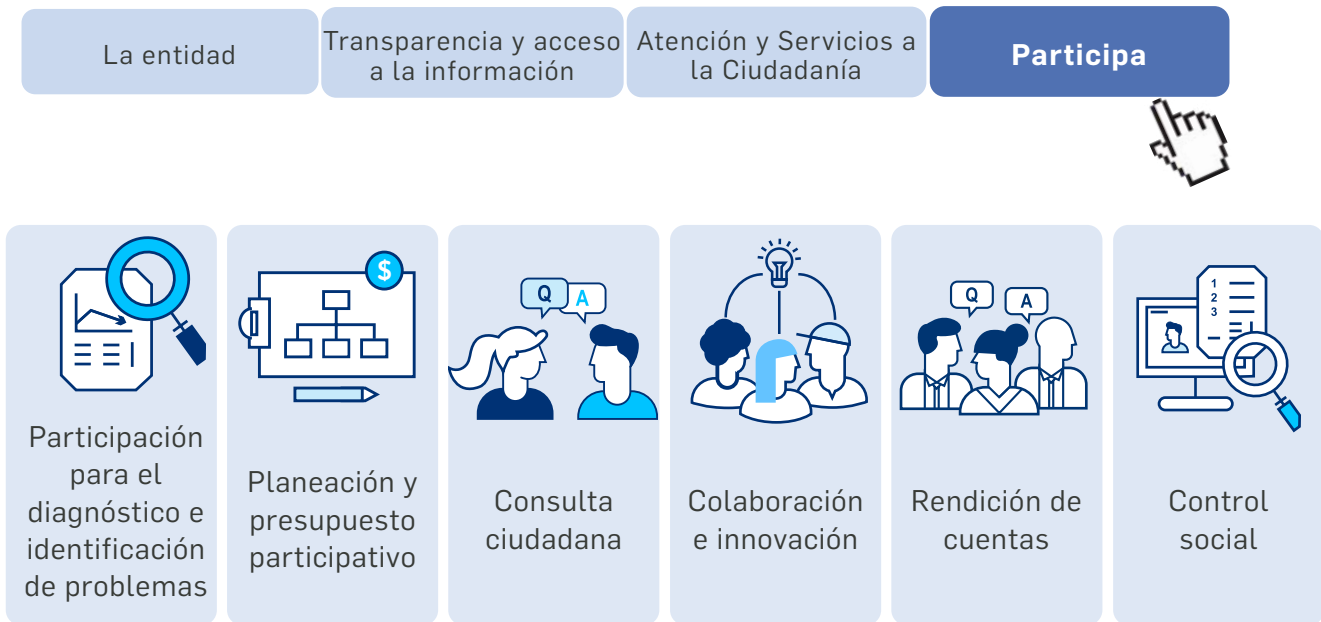 La entidad
Transparencia y acceso
a la información
Atención y Servicios a
la Ciudadanía
Participa
Participación
para el
diagnóstico e
identificación
de problemas
$
Planeación y
presupuesto
participativo
Q A
Consulta
ciudadana
Colaboración
e innovación
Q A
Rendición de
cuentas
1
2
3
Control
social